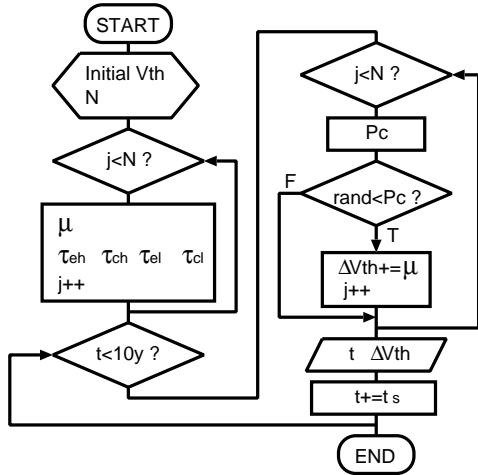 START
Initial Vth
N
j<N ?
μ
τeh τch τel τcl
j++
t<10y ?
j<N ?
Pc
F
rand<Pc ?
T
ΔVth+=μ
j++
t ΔVth
t+=ts
END